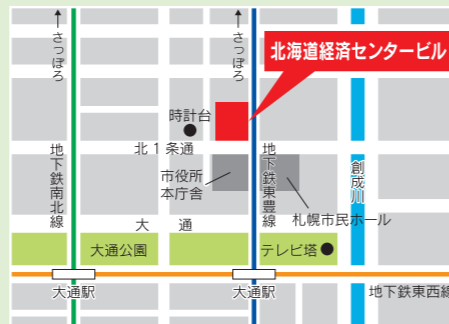 ↑さっぽろ
↑さっぽろ
北海道経済センタービル
時計台
北1条通
地下鉄南北線
市役所
本庁舎
地下鉄東豊線
創成川
札幌市民ホール
大通
大通公園
テレビ塔
大通駅
大通駅
地下鉄東西線